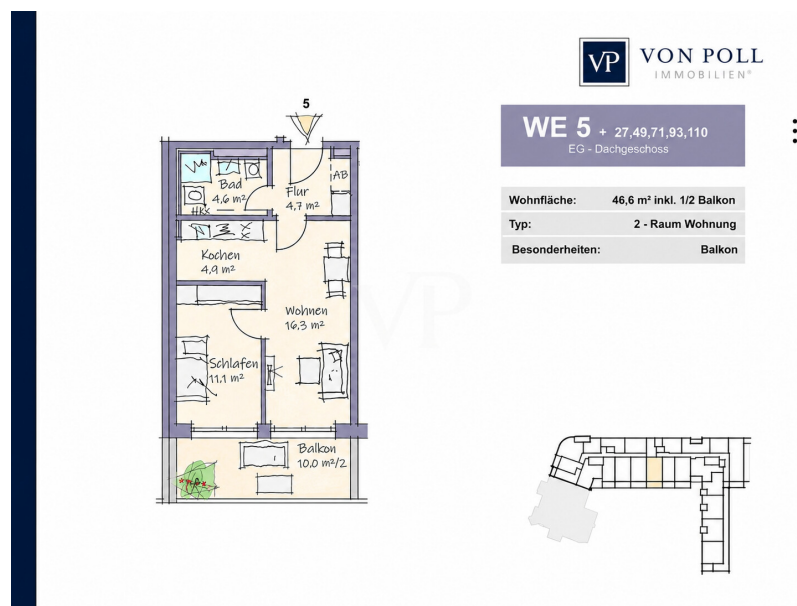 VP
VON POLL
IMMOBILIEN®
5
WE 5 + 27,49,71,93,110
EG - Dachgeschoss
Wohnfläche: 46,6 m² inkl. 1/2 Balkon
Typ: 2 - Raum Wohnung
Besonderheiten: Balkon
Bad
4,6 m²
HK
Flur
4,7 m²
AB
Kochen
4,9 m²
Wohnen
16,3 m²
Schlafen
11,1 m²
Balkon
10,0 m²/2
VP